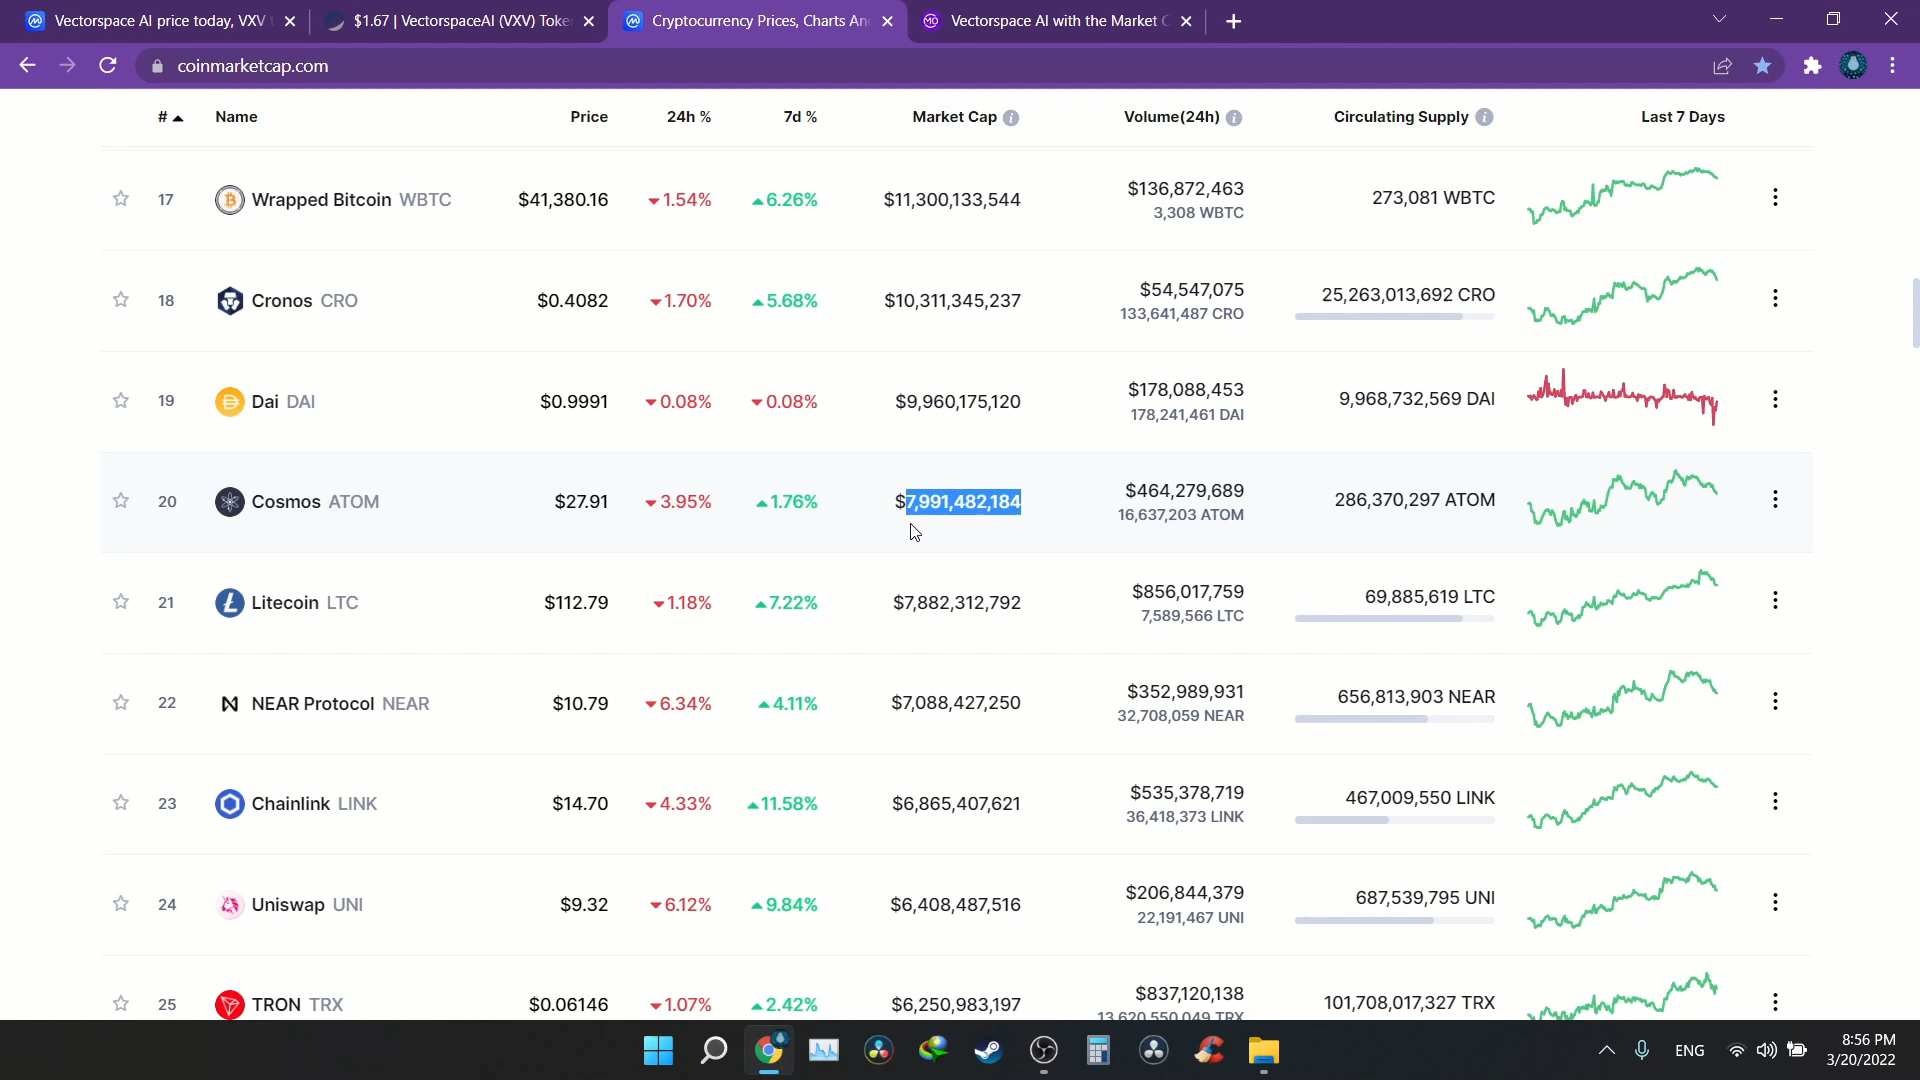 Vectorspace AI price today, VXV
$1.67 | VectorspaceAI (VXV) Toke
Cryptocurrency Prices, Charts An
Vectorspace AI with the Market C
coinmarketcap.com
# Name Price 24h % 7d % Market Cap Volume(24h) Circulating Supply Last 7 Days
17 Wrapped Bitcoin WBTC $41,380.16 1.54% 6.26% $11,300,133,544 $136,872,463 273,081 WBTC
3,308 WBTC
18 Cronos CRO $0.4082 1.70% 5.68% $10,311,345,237 $54,547,075 25,263,013,692 CRO
133,641,487 CRO
19 Dai DAI $0.9991 0.08% 0.08% $9,960,175,120 $178,088,453 9,968,732,569 DAI
178,241,461 DAI
20 Cosmos ATOM $27.91 3.95% 1.76% $7,991,482,184 $464,279,689 286,370,297 ATOM
16,637,203 ATOM
21 Litecoin LTC $112.79 1.18% 7.22% $7,882,312,792 $856,017,759 69,885,619 LTC
7,589,566 LTC
22 NEAR Protocol NEAR $10.79 6.34% 4.11% $7,088,427,250 $352,989,931 656,813,903 NEAR
32,708,059 NEAR
23 Chainlink LINK $14.70 4.33% 11.58% $6,865,407,621 $535,378,719 467,009,550 LINK
36,418,373 LINK
24 Uniswap UNI $9.32 6.12% 9.84% $6,408,487,516 $206,844,379 687,539,795 UNI
22,191,467 UNI
25 TRON TRX $0.06146 1.07% 2.42% $6,250,983,197 $837,120,138 101,708,017,327 TRX
13,620,550,049 TRX
ENG
8:56 PM
3/20/2022